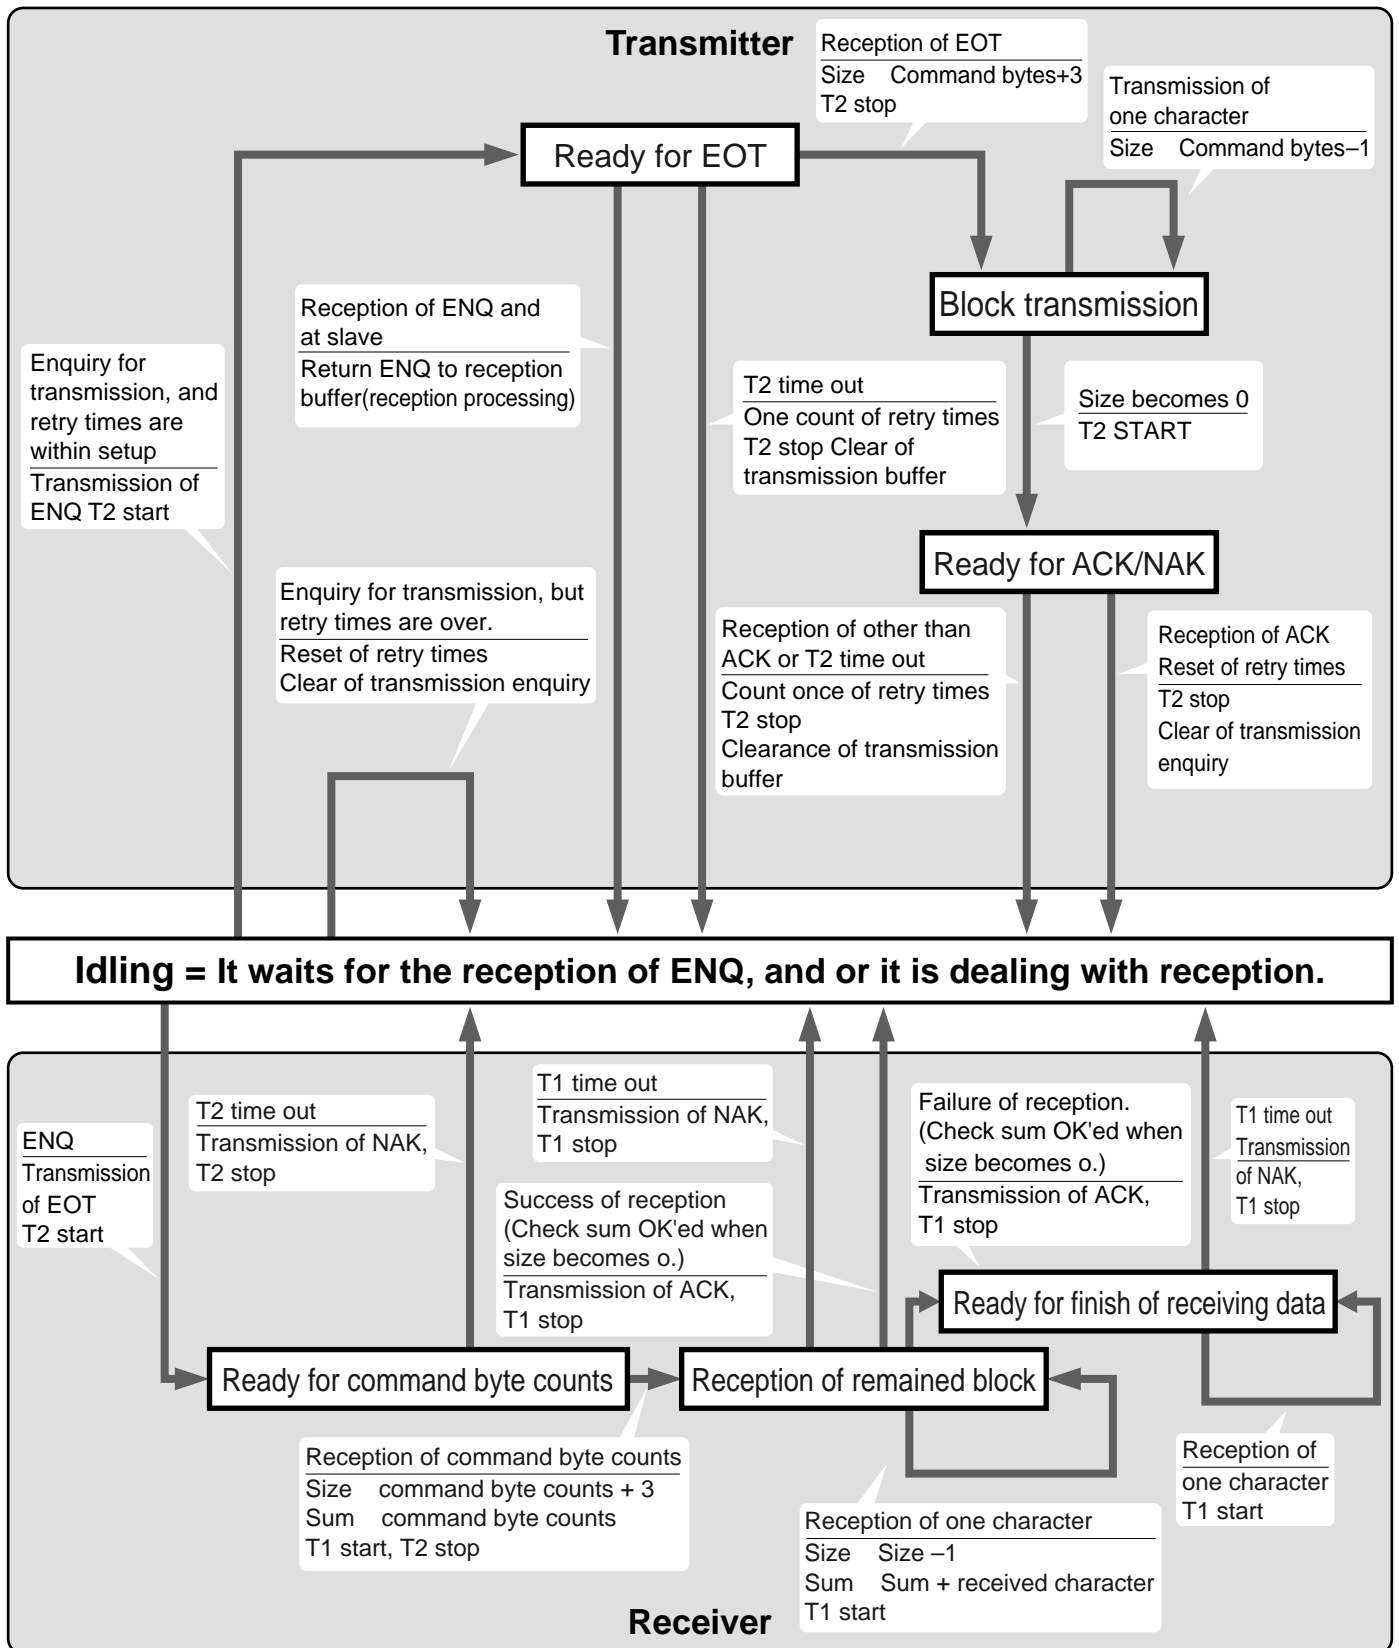 Transmitter
Reception of EOT
Size Command bytes+3
T2 stop
Transmission of
one character
Size Command bytes–1
Ready for EOT
Block transmission
Reception of ENQ and
at slave
Return ENQ to reception
buffer(reception processing)
Enquiry for
transmission, and
retry times are
within setup
Transmission of
ENQ T2 start
T2 time out
One count of retry times
T2 stop Clear of
transmission buffer
Size becomes 0
T2 START
Ready for ACK/NAK
Enquiry for transmission, but
retry times are over.
Reset of retry times
Clear of transmission enquiry
Reception of other than
ACK or T2 time out
Count once of retry times
T2 stop
Clearance of transmission
buffer
Reception of ACK
Reset of retry times
T2 stop
Clear of transmission
enquiry
Idling = It waits for the reception of ENQ, and or it is dealing with reception.
ENQ
Transmission
of EOT
T2 start
T2 time out
Transmission of NAK,
T2 stop
T1 time out
Transmission of NAK,
T1 stop
Success of reception
(Check sum OK'ed when
size becomes o.)
Transmission of ACK,
T1 stop
Failure of reception.
(Check sum OK'ed when
size becomes o.)
Transmission of ACK,
T1 stop
T1 time out
Transmission
of NAK,
T1 stop
Ready for finish of receiving data
Ready for command byte counts
Reception of remained block
Reception of command byte counts
Size command byte counts + 3
Sum command byte counts
T1 start, T2 stop
Reception of one character
Size Size –1
Sum Sum + received character
T1 start
Reception of
one character
T1 start
Receiver